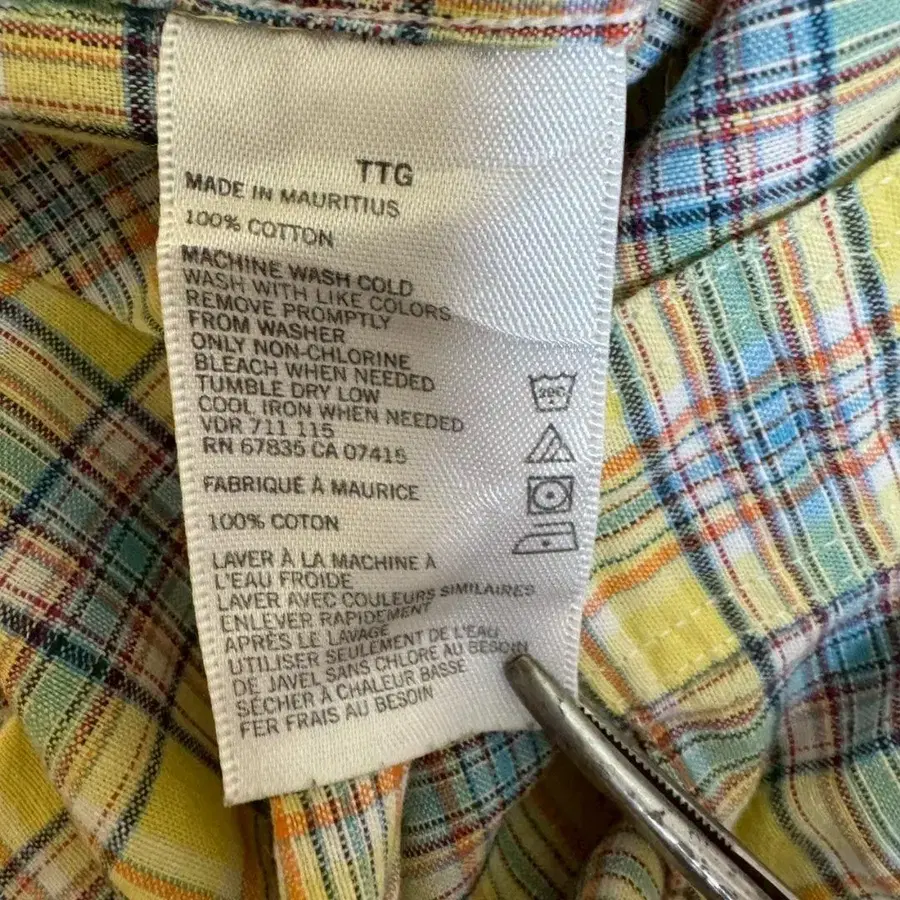 TTG
MADE IN MAURITIUS
100% COTTON
MACHINE WASH COLD
WASH WITH LIKE COLORS
REMOVE PROMPTLY
FROM WASHER
ONLY NON-CHLORINE
BLEACH WHEN NEEDED
TUMBLE DRY LOW
COOL IRON WHEN NEEDED
VDR 711 115
RN 67835 CA 07415
FABRIQUÉ À MAURICE
100% COTON
LAVER À LA MACHINE À
L'EAU FROIDE
LAVER AVEC COULEURS SIMILAIRES
ENLEVER RAPIDEMENT
APRÈS LE LAVAGE
UTILISER SEULEMENT DE L'EAU
DE JAVEL SANS CHLORE AU BESOIN
SÉCHER À CHALEUR BASSE
FER FRAIS AU BESOIN